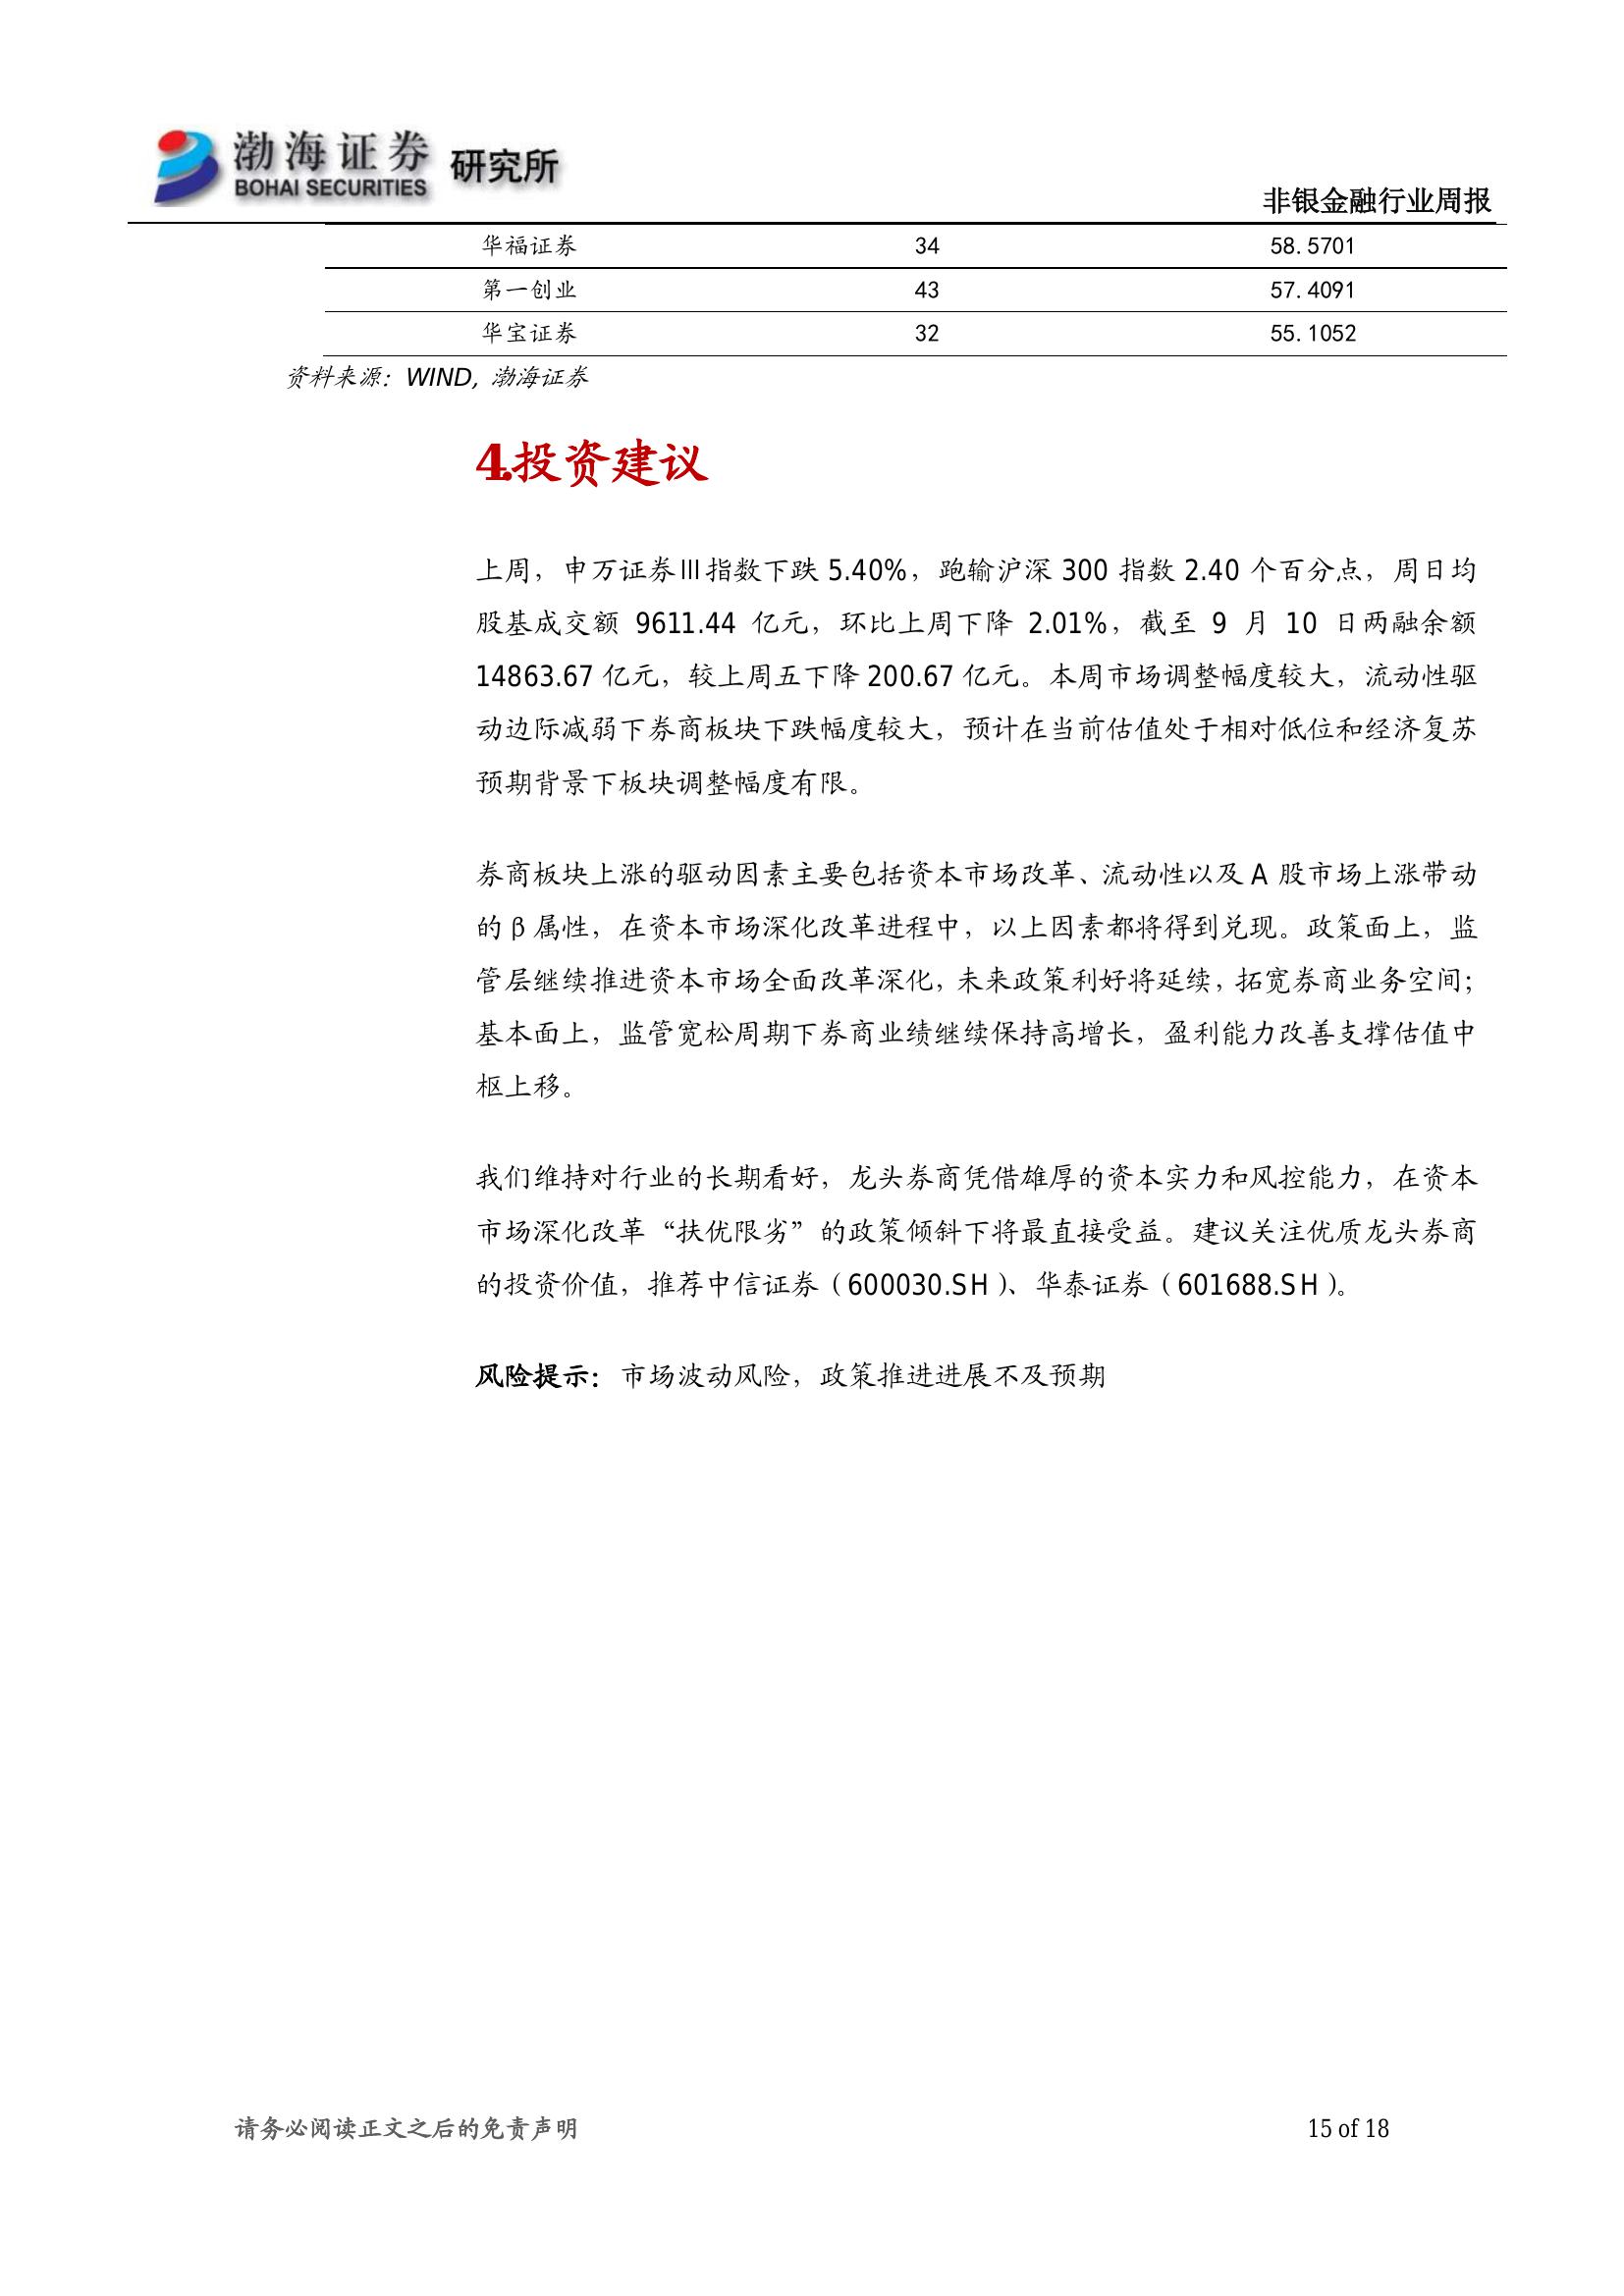 渤海证券 研究所
BOHAI SECURITIES
非银金融行业周报
华福证券 34 58.5701
第一创业 43 57.4091
华宝证券 32 55.1052
资料来源：WIND，渤海证券
4.投资建议
上周，申万证券Ⅲ指数下跌 5.40%，跑输沪深 300 指数 2.40 个百分点，周日均
股基成交额 9611.44 亿元，环比上周下降 2.01%，截至 9 月 10 日两融余额
14863.67 亿元，较上周五下降 200.67 亿元。本周市场调整幅度较大，流动性驱
动边际减弱下券商板块下跌幅度较大，预计在当前估值处于相对低位和经济复苏
预期背景下板块调整幅度有限。
券商板块上涨的驱动因素主要包括资本市场改革、流动性以及 A 股市场上涨带动
的 β 属性，在资本市场深化改革进程中，以上因素都将得到兑现。政策面上，监
管层继续推进资本市场全面改革深化，未来政策利好将延续，拓宽券商业务空间；
基本面上，监管宽松周期下券商业绩继续保持高增长，盈利能力改善支撑估值中
枢上移。
我们维持对行业的长期看好，龙头券商凭借雄厚的资本实力和风控能力，在资本
市场深化改革“扶优限劣”的政策倾斜下将最直接受益。建议关注优质龙头券商
的投资价值，推荐中信证券（600030.SH）、华泰证券（601688.SH）。
风险提示：市场波动风险，政策推进进展不及预期
请务必阅读正文之后的免责声明 15 of 18